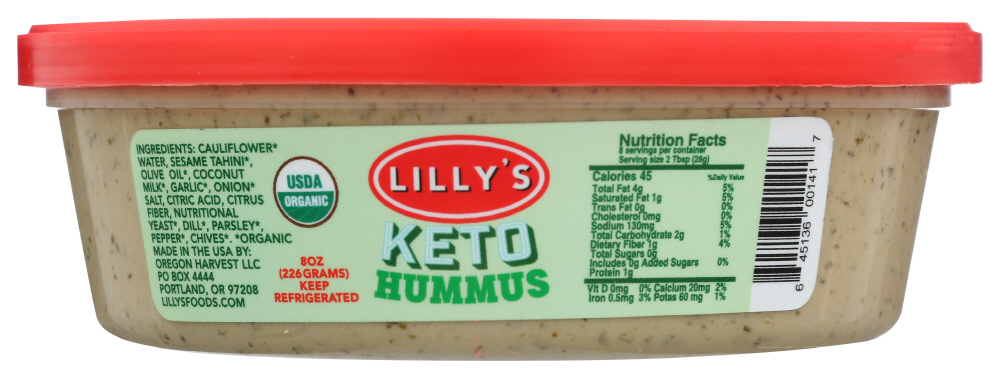 INGREDIENTS: CAULIFLOWER*
WATER, SESAME TAHINI*,
OLIVE OIL*, COCONUT
MILK*, GARLIC*, ONION*
SALT, CITRIC ACID, CITRUS
FIBER, NUTRITIONAL
YEAST*, DILL*, PARSLEY*,
PEPPER*, CHIVES*. *ORGANIC
MADE IN THE USA BY:
OREGON HARVEST LLC
PO BOX 4444
PORTLAND, OR 97208
LILLYSFOODS.COM
USDA
ORGANIC
8OZ
(226GRAMS)
KEEP
REFRIGERATED
LILLY'S
KETO
HUMMUS
Nutrition Facts
8 servings per container
Serving size 2 Tbsp (28g)
Calories 45 %Daily Value
Total Fat 4g 5%
Saturated Fat 1g 5%
Trans Fat 0g 0%
Cholesterol 0mg 0%
Sodium 130mg 5%
Total Carbohydrate 2g 1%
Dietary Fiber 1g 4%
Total Sugars 0g
Includes 0g Added Sugars 0%
Protein 1g
Vit D 0mg 0% Calcium 20mg 2%
Iron 0.5mg 3% Potas 60 mg 1%
6 45136 00141 7